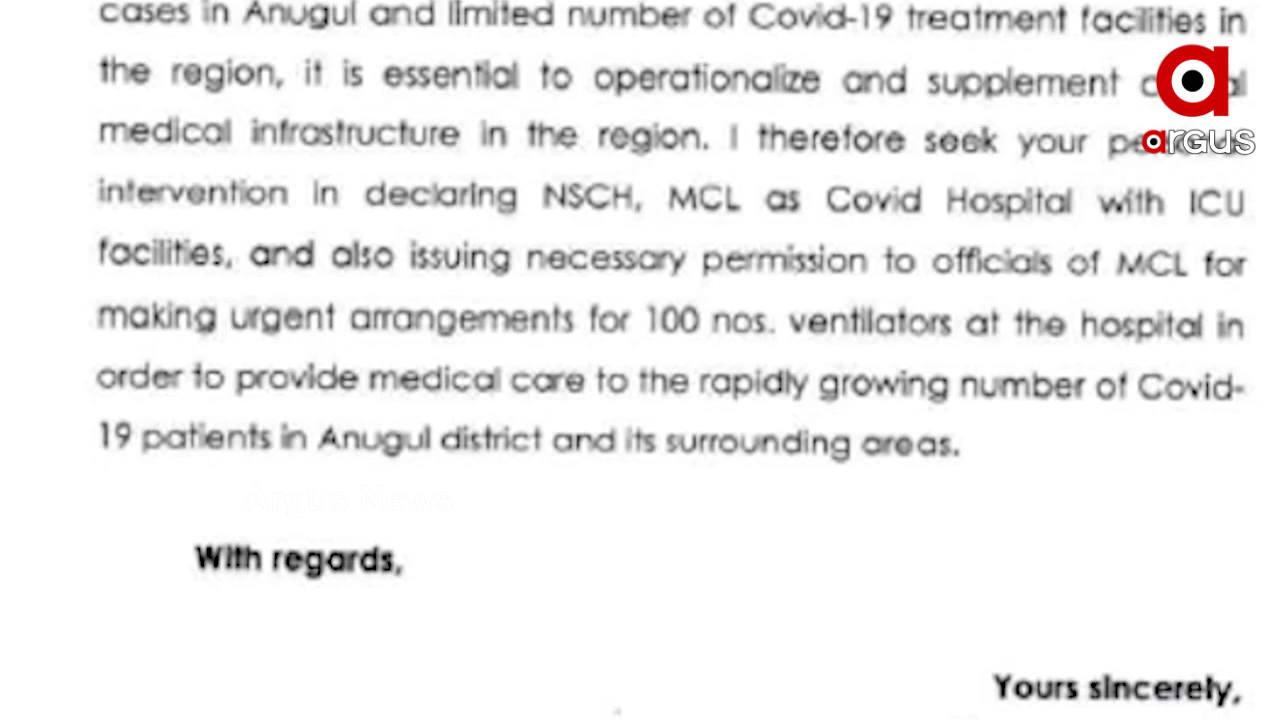 cases in Anugul and limited number of Covid-19 treatment facilities in
the region, it is essential to operationalize and supplement
medical infrastructure in the region. I therefore seek your
intervention in declaring NSCH, MCL as Covid Hospital with ICU
facilities, and also issuing necessary permission to officials of MCL for
making urgent arrangements for 100 nos. ventilators at the hospital in
order to provide medical care to the rapidly growing number of Covid-
19 patients in Anugul district and its surrounding areas.
With regards,
Yours sincerely,
argus
Argus News